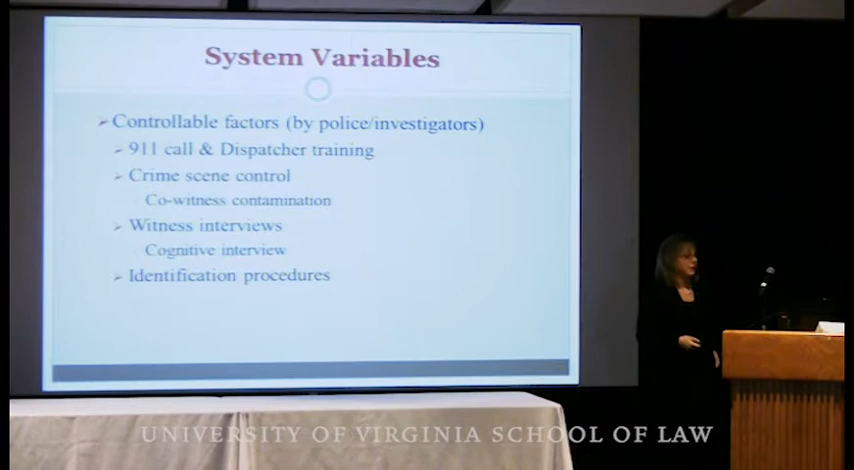 System Variables
Controllable factors (by police/investigators)
911 call & Dispatcher training
Crime scene control
Co-witness contamination
Witness interviews
Cognitive interview
Identification procedures
UNIVERSITY OF VIRGINIA SCHOOL OF LAW